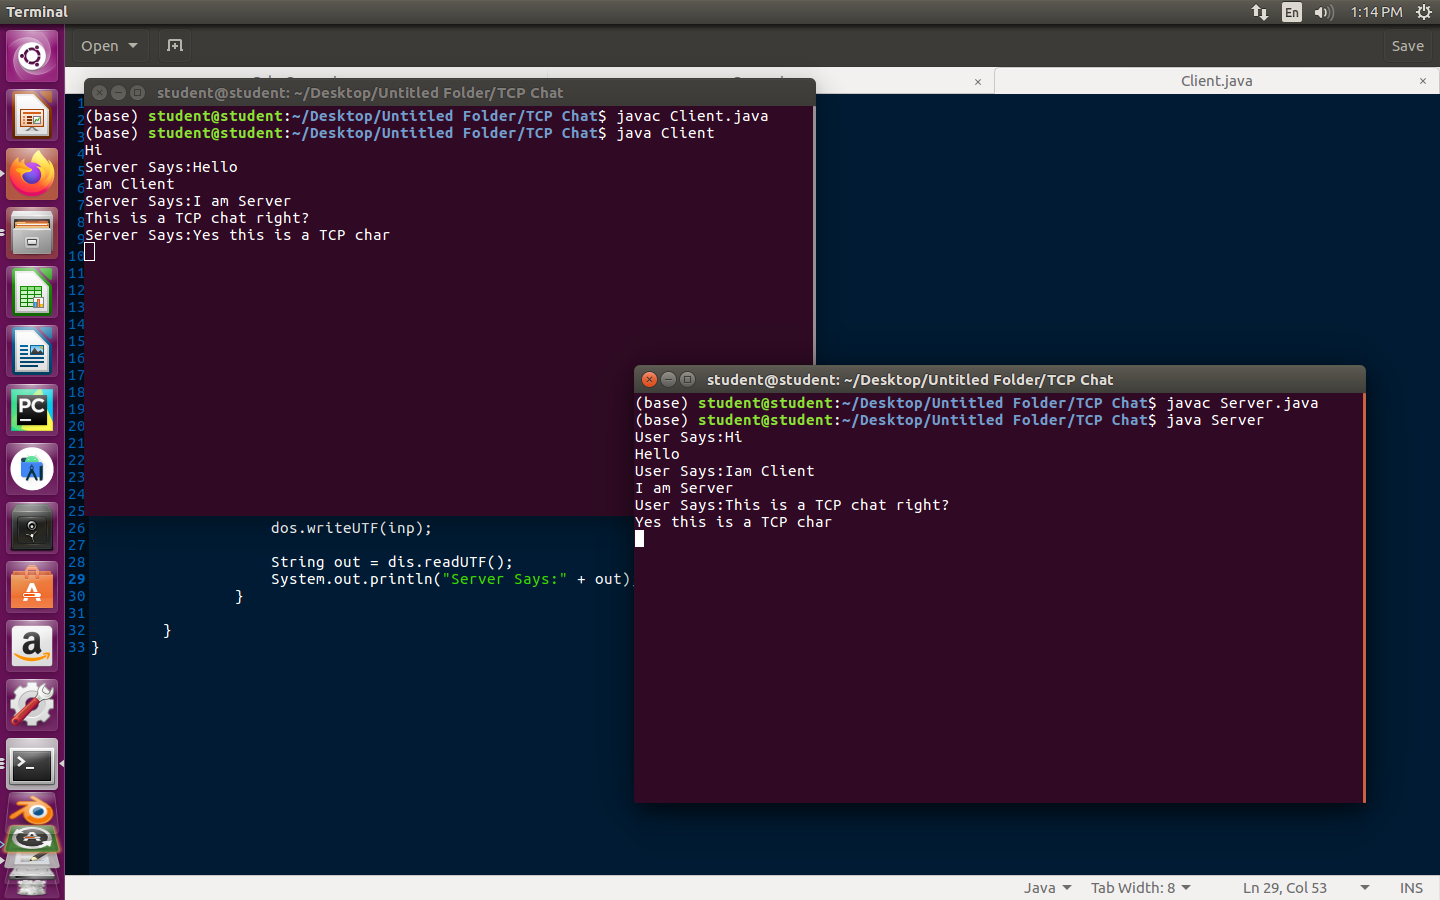 Terminal
En
1:14 PM
Open
Save
Client.java
student@student: ~/Desktop/Untitled Folder/TCP Chat
(base) student@student:~/Desktop/Untitled Folder/TCP Chat$ javac Client.java
(base) student@student:~/Desktop/Untitled Folder/TCP Chat$ java Client
Hi
Server Says:Hello
Iam Client
Server Says:I am Server
This is a TCP chat right?
Server Says:Yes this is a TCP char
student@student: ~/Desktop/Untitled Folder/TCP Chat
(base) student@student:~/Desktop/Untitled Folder/TCP Chat$ javac Server.java
(base) student@student:~/Desktop/Untitled Folder/TCP Chat$ java Server
User Says:Hi
Hello
User Says:Iam Client
I am Server
User Says:This is a TCP chat right?
Yes this is a TCP char
1
2
3
4
5
6
7
8
9
10
11
12
13
14
15
16
17
18
19
20
21
22
23
24
25
26 dos.writeUTF(inp);
27
28 String out = dis.readUTF();
29 System.out.println("Server Says:" + out)
30 }
31
32 }
33 }
PC
AI
A
a
Java
Tab Width: 8
Ln 29, Col 53
INS